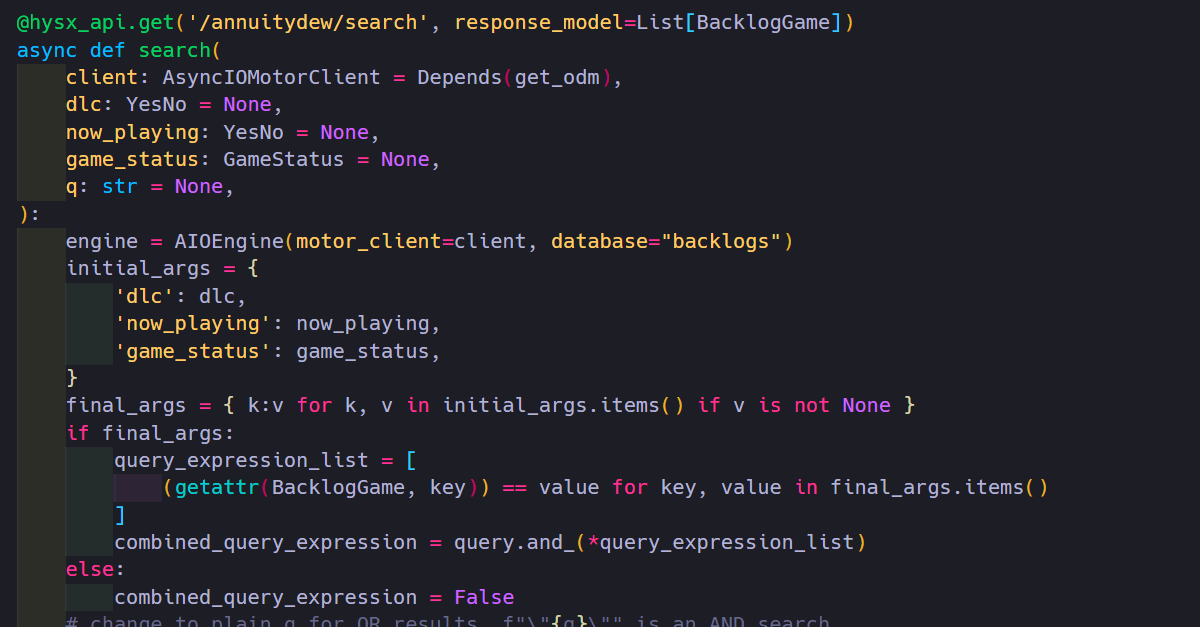 @hysx_api.get('/annuitydew/search', response_model=List[BacklogGame])
async def search(
    client: AsyncIOMotorClient = Depends(get_odm),
    dlc: YesNo = None,
    now_playing: YesNo = None,
    game_status: GameStatus = None,
    q: str = None,
):
    engine = AIOEngine(motor_client=client, database="backlogs")
    initial_args = {
        'dlc': dlc,
        'now_playing': now_playing,
        'game_status': game_status,
    }
    final_args = { k:v for k, v in initial_args.items() if v is not None }
    if final_args:
        query_expression_list = [
            (getattr(BacklogGame, key)) == value for key, value in final_args.items()
        ]
        combined_query_expression = query.and_(*query_expression_list)
    else:
        combined_query_expression = False
    # change to plain q for OR results. f"\"{q}\"" is an AND search